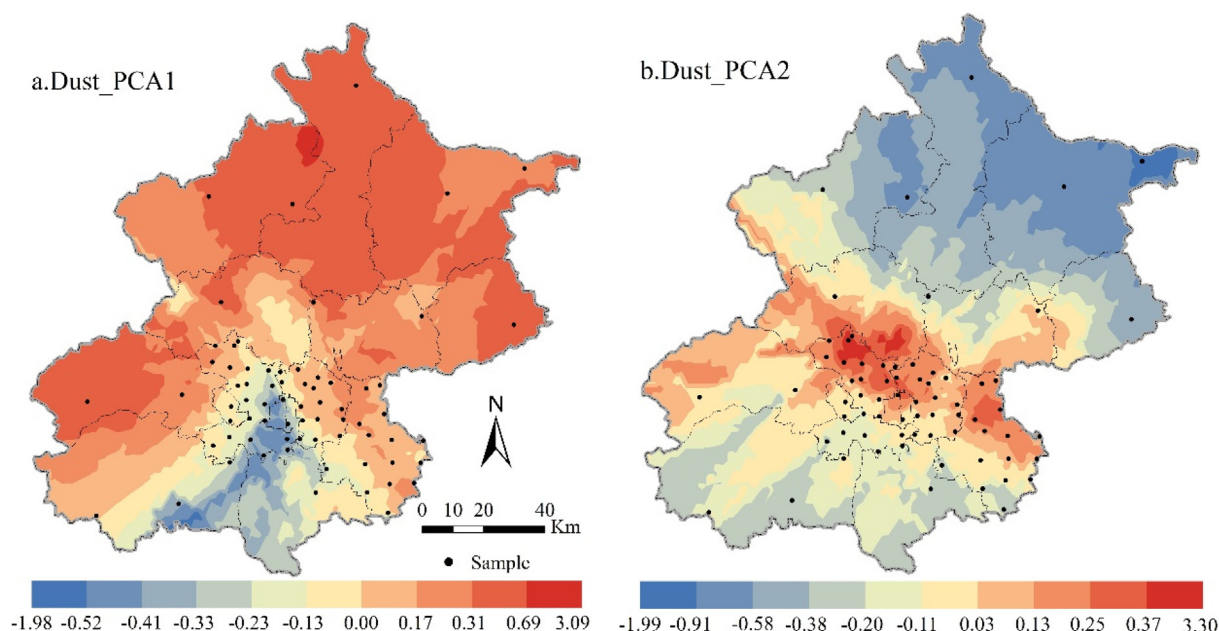 a.Dust_PCA1
b.Dust_PCA2
N
0 10 20 40
Km
Sample
-1.98 -0.52 -0.41 -0.33 -0.23 -0.13 0.00 0.17 0.31 0.69 3.09
-1.99 -0.91 -0.58 -0.38 -0.20 -0.11 0.03 0.13 0.25 0.37 3.30